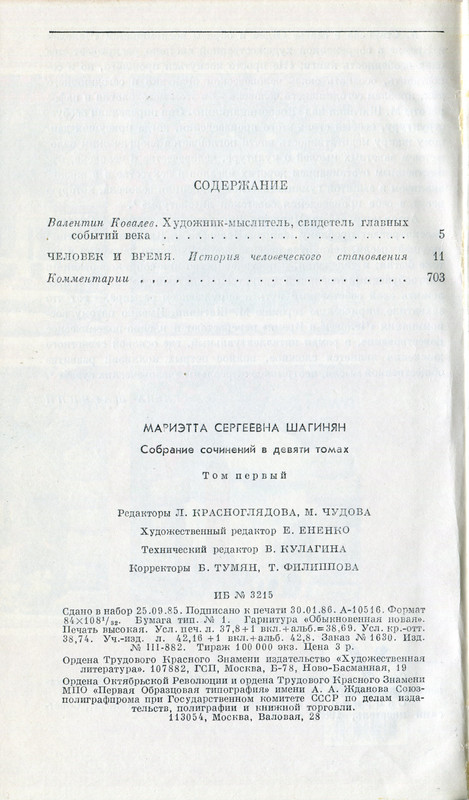 СОДЕРЖАНИЕ
Валентин Ковалев. Художник-мыслитель, свидетель главных
событий века . . . . . . . . . . . . . . . . . . . . 5
ЧЕЛОВЕК И ВРЕМЯ. История человеческого становления 11
Комментарии . . . . . . . . . . . . . . . . . . . . . 703
МАРИЭТТА СЕРГЕЕВНА ШАГИНЯН
Собрание сочинений в девяти томах
Том первый
Редакторы Л. КРАСНОГЛЯДОВА, М. ЧУДОВА
Художественный редактор Е. ЕНЕНКО
Технический редактор В. КУЛАГИНА
Корректоры Б. ТУМЯН, Т. ФИЛИППОВА
ИБ № 3215
Сдано в набор 25.09.85. Подписано к печати 30.01.86. А-10516. Формат
84×108¹/₃₂. Бумага тип. № 1. Гарнитура «Обыкновенная новая».
Печать высокая. Усл. печ. л. 37,8+1 вкл.+альб.=38,69. Усл. кр.-отт.
38,74. Уч.-изд. л. 42,16+1 вкл.+альб. 42,8. Заказ № 1630. Изд.
№ III-882. Тираж 100 000 экз. Цена 3 р.
Ордена Трудового Красного Знамени издательство «Художественная
литература». 107882, ГСП, Москва, Б-78, Ново-Басманная, 19
Ордена Октябрьской Революции и ордена Трудового Красного Знамени
МПО «Первая Образцовая типография» имени А. А. Жданова Союз-
полиграфпрома при Государственном комитете СССР по делам изда-
тельств, полиграфии и книжной торговли.
113054, Москва, Валовая, 28